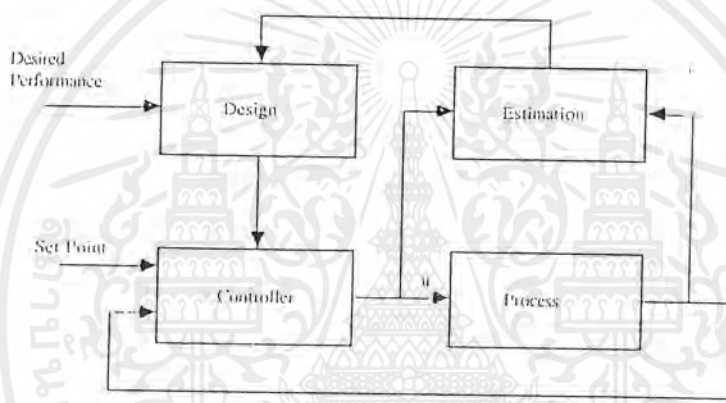 Desired
Performance
Design
Estimation
Set Point
Controller
u
Process